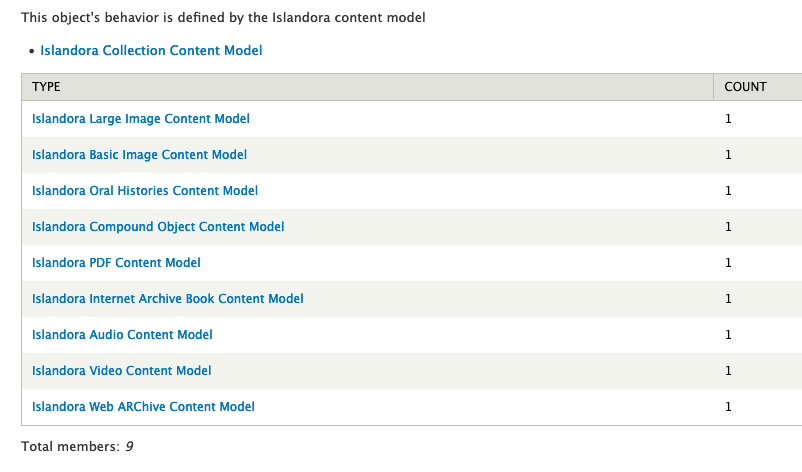 This object's behavior is defined by the Islandora content model
• Islandora Collection Content Model
TYPE COUNT
Islandora Large Image Content Model 1
Islandora Basic Image Content Model 1
Islandora Oral Histories Content Model 1
Islandora Compound Object Content Model 1
Islandora PDF Content Model 1
Islandora Internet Archive Book Content Model 1
Islandora Audio Content Model 1
Islandora Video Content Model 1
Islandora Web ARChive Content Model 1
Total members: 9